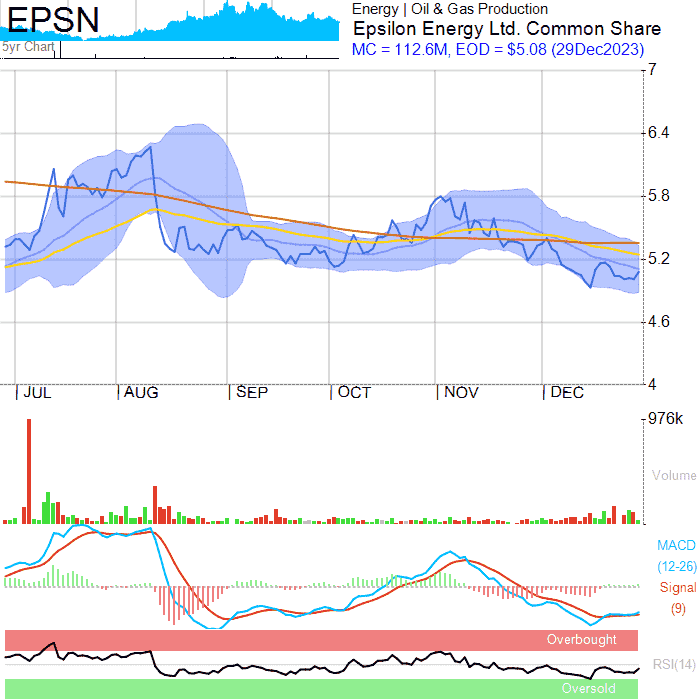 EPSN
5yr Chart
Energy | Oil & Gas Production
Epsilon Energy Ltd. Common Share
MC = 112.6M, EOD = $5.08 (29Dec2023)
7
6.4
5.8
5.2
4.6
4
JUL AUG SEP OCT NOV DEC
976k
Volume
MACD
(12-26)
Signal
(9)
Overbought
RSI(14)
Oversold